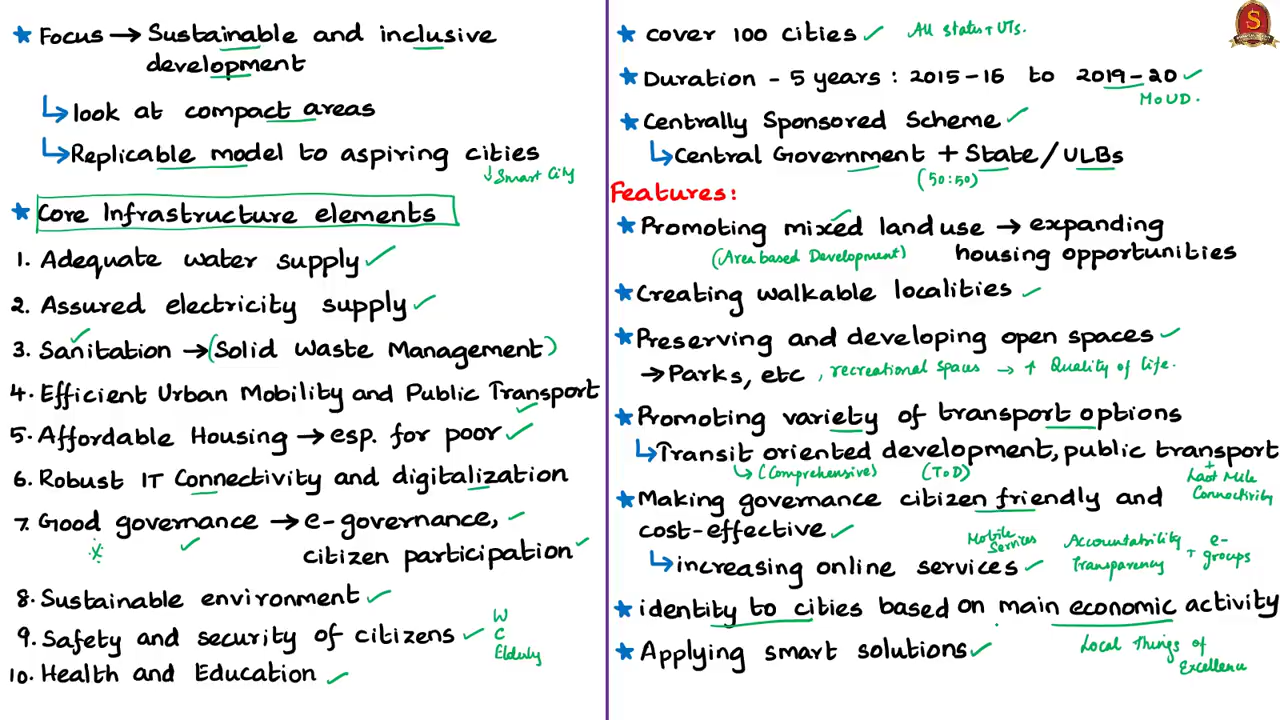 ★ Focus → Sustainable and inclusive
development
↳ look at compact areas
↳ Replicable model to aspiring cities
↓ Smart City
★ Core Infrastructure elements
1. Adequate water supply ✓
2. Assured electricity supply ✓
3. Sanitation → (Solid Waste Management)
4. Efficient Urban Mobility and Public Transport
5. Affordable Housing → esp. for poor ✓
6. Robust IT Connectivity and digitalization
7. Good governance → e-governance, ✓
citizen participation ✓
8. Sustainable environment ✓
9. Safety and security of citizens ✓
W
C
Elderly
10. Health and Education ✓
S
★ cover 100 cities ✓ All states + UTs.
★ Duration - 5 years : 2015-16 to 2019-20 ✓
MoUD.
★ Centrally Sponsored Scheme ✓
↳ Central Government + State/ULBs
(50:50)
Features:
★ Promoting mixed land use → expanding
(Area based Development) housing opportunities
★ Creating walkable localities ✓
★ Preserving and developing open spaces ✓
→ Parks, etc , recreational spaces → ↑ Quality of life.
★ Promoting variety of transport options
↳ Transit oriented development, public transport
↳ (Comprehensive) (ToD) + Last Mile
Connectivity
★ Making governance citizen friendly and
cost-effective ✓
↳ increasing online services ✓
Mobile
Services
Accountability
Transparency
+ e-
groups
★ identity to cities based on main economic activity
★ Applying smart solutions ✓
Local Things of
Excellence